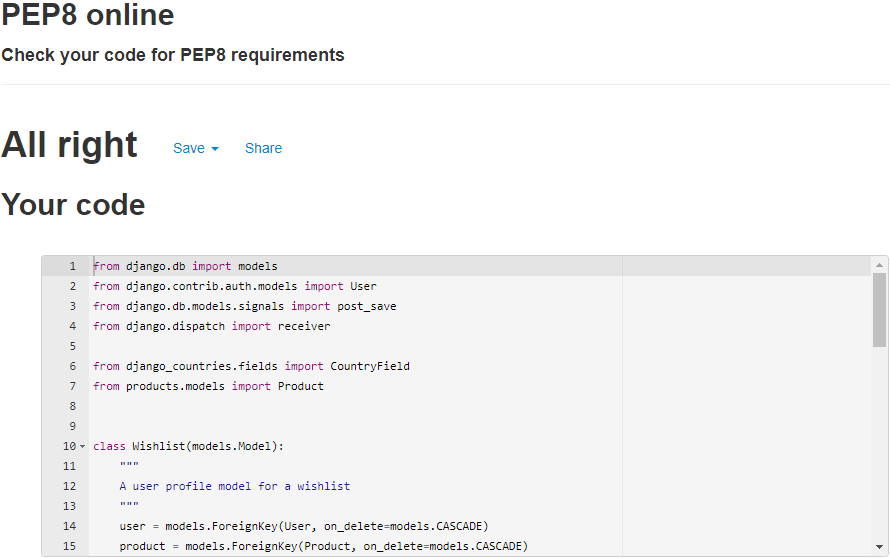 PEP8 online
Check your code for PEP8 requirements
All right Save Share
Your code
1 from django.db import models
2 from django.contrib.auth.models import User
3 from django.db.models.signals import post_save
4 from django.dispatch import receiver
5
6 from django_countries.fields import CountryField
7 from products.models import Product
8
9
10 class Wishlist(models.Model):
11 """
12 A user profile model for a wishlist
13 """
14 user = models.ForeignKey(User, on_delete=models.CASCADE)
15 product = models.ForeignKey(Product, on_delete=models.CASCADE)